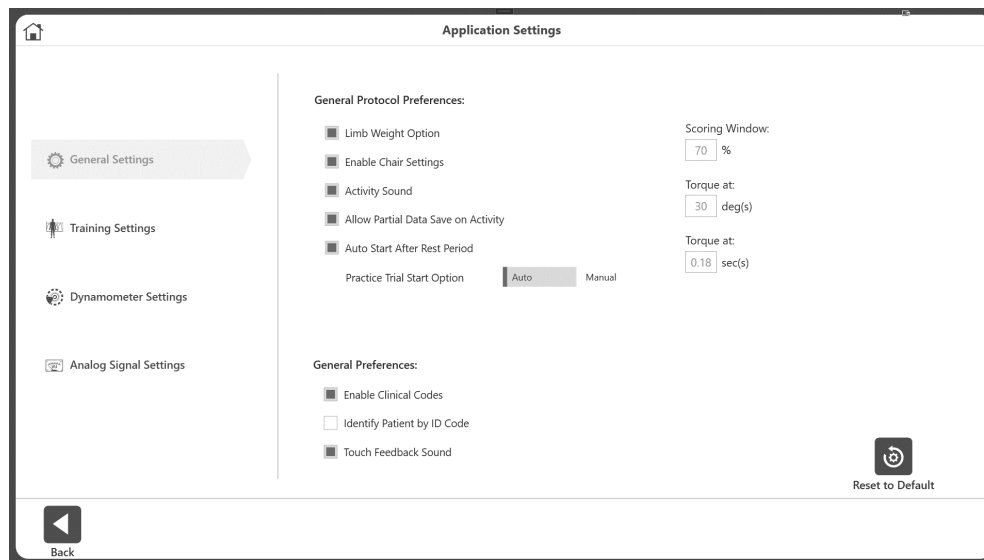 Application Settings
General Settings
Training Settings
Dynamometer Settings
Analog Signal Settings
General Protocol Preferences:
Limb Weight Option
Enable Chair Settings
Activity Sound
Allow Partial Data Save on Activity
Auto Start After Rest Period
Practice Trial Start Option Auto Manual
Scoring Window:
70 %
Torque at:
30 deg(s)
Torque at:
0.18 sec(s)
General Preferences:
Enable Clinical Codes
Identify Patient by ID Code
Touch Feedback Sound
Reset to Default
Back